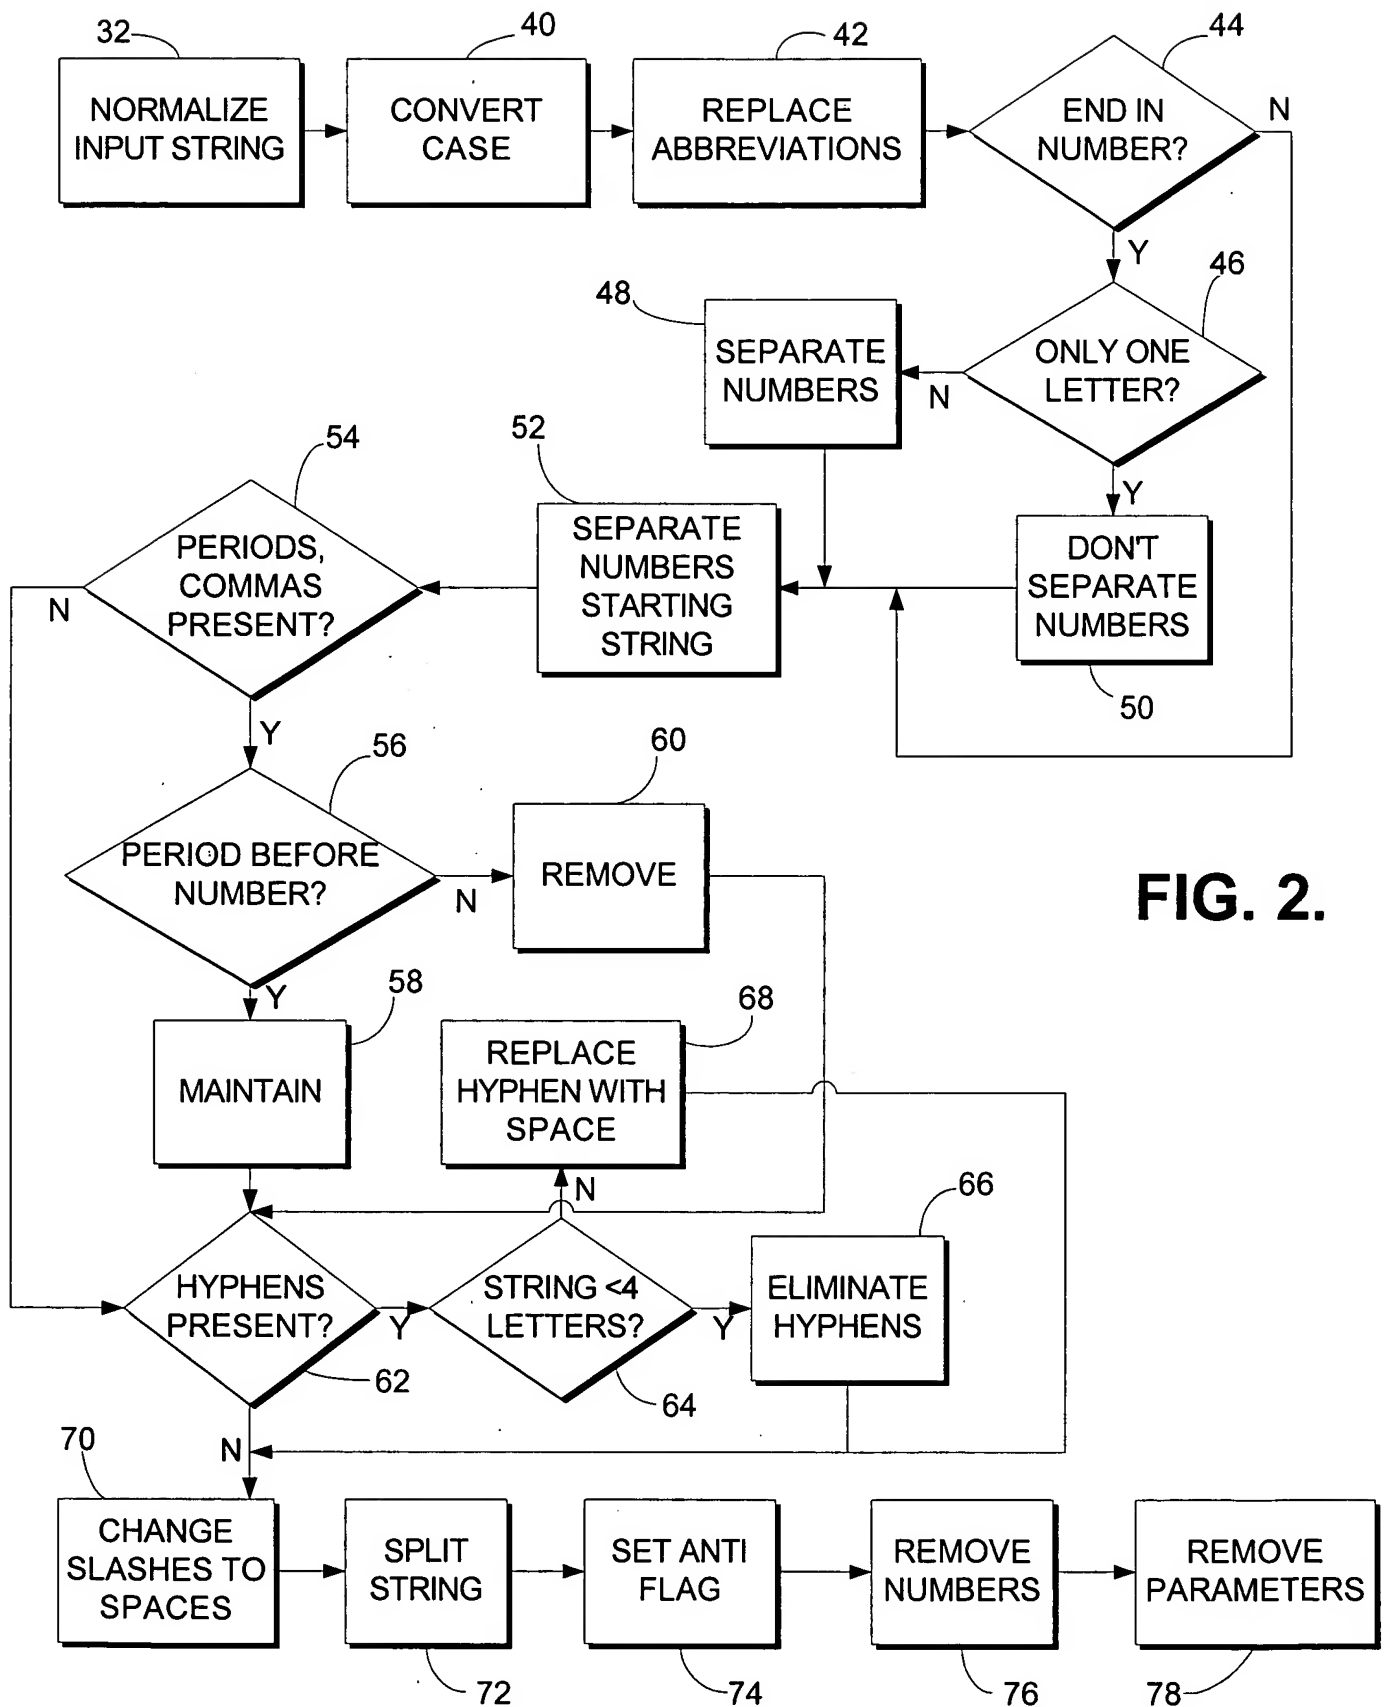 32
40
42
44
NORMALIZE
INPUT STRING
CONVERT
CASE
REPLACE
ABBREVIATIONS
END IN
NUMBER?
N
Y
46
48
ONLY ONE
LETTER?
SEPARATE
NUMBERS
N
Y
52
54
DON'T
SEPARATE
NUMBERS
50
SEPARATE
NUMBERS
STARTING
STRING
PERIODS,
COMMAS
PRESENT?
N
Y
56
60
PERIOD BEFORE
NUMBER?
N
REMOVE
FIG. 2.
Y
58
68
MAINTAIN
REPLACE
HYPHEN WITH
SPACE
N
66
HYPHENS
PRESENT?
Y
62
STRING <4
LETTERS?
Y
64
ELIMINATE
HYPHENS
N
70
CHANGE
SLASHES TO
SPACES
SPLIT
STRING
SET ANTI
FLAG
REMOVE
NUMBERS
REMOVE
PARAMETERS
72
74
76
78